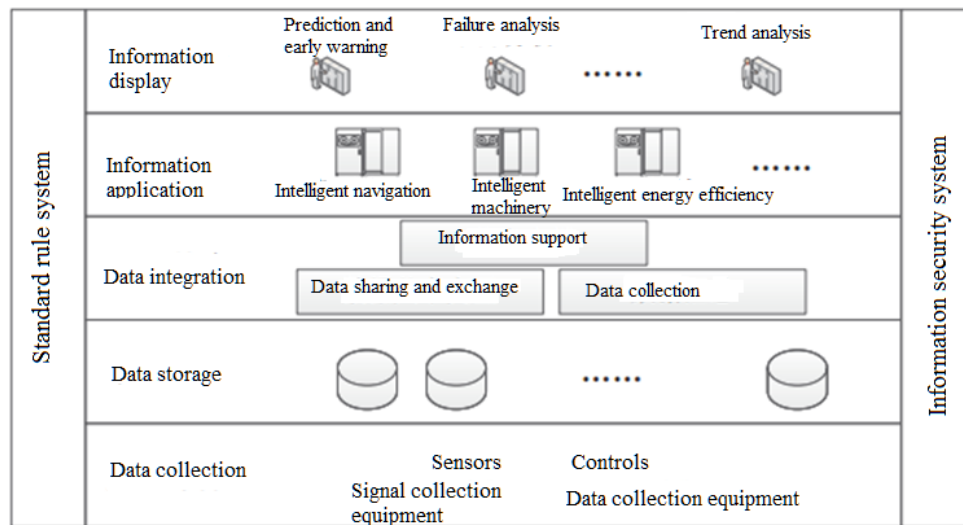 Standard rule system
Information
display
Prediction and
early warning
Failure analysis
Trend analysis
......
Information
application
Intelligent navigation
Intelligent
machinery
Intelligent energy efficiency
......
Data integration
Information support
Data sharing and exchange
Data collection
Data storage
......
Data collection
Sensors
Controls
Signal collection
equipment
Data collection equipment
Information security system